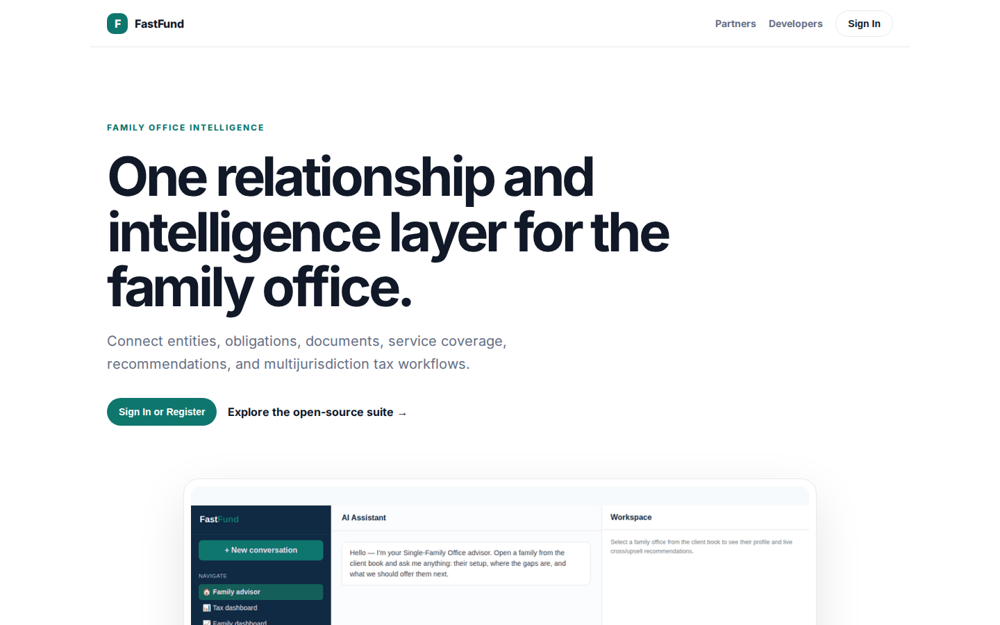 F FastFund
Partners Developers Sign In
FAMILY OFFICE INTELLIGENCE
One relationship and
intelligence layer for the
family office.
Connect entities, obligations, documents, service coverage,
recommendations, and multijurisdiction tax workflows.
Sign In or Register Explore the open-source suite →
FastFund
+ New conversation
NAVIGATE
Family advisor
Tax dashboard
Family dashboard
AI Assistant
Hello — I'm your Single-Family Office advisor. Open a family from the
client book and ask me anything: their setup, where the gaps are, and
what we should offer them next.
Workspace
Select a family office from the client book to see their profile and live
cross/upsell recommendations.